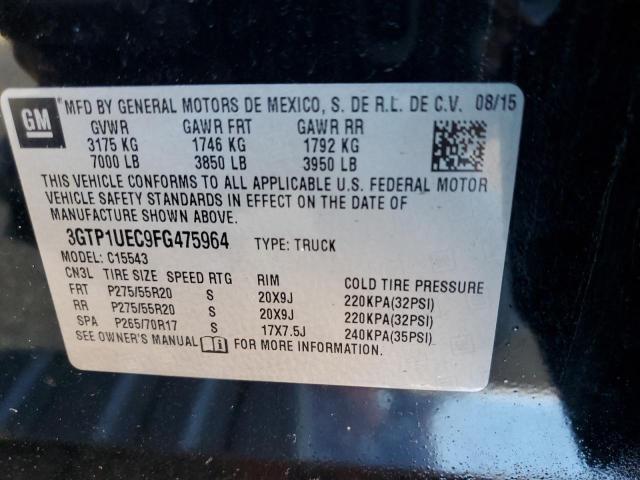 GM
MFD BY GENERAL MOTORS DE MEXICO, S. DE R.L. DE C.V. 08/15
GVWR GAWR FRT GAWR RR
3175 KG 1746 KG 1792 KG
7000 LB 3850 LB 3950 LB
THIS VEHICLE CONFORMS TO ALL APPLICABLE U.S. FEDERAL MOTOR
VEHICLE SAFETY STANDARDS IN EFFECT ON THE DATE OF
MANUFACTURE SHOWN ABOVE.
3GTP1UEC9FG475964 TYPE: TRUCK
MODEL: C15543
CN3L TIRE SIZE SPEED RTG RIM COLD TIRE PRESSURE
FRT P275/55R20 S 20X9J 220KPA(32PSI)
RR P275/55R20 S 20X9J 220KPA(32PSI)
SPA P265/70R17 S 17X7.5J 240KPA(35PSI)
SEE OWNER'S MANUAL FOR MORE INFORMATION.